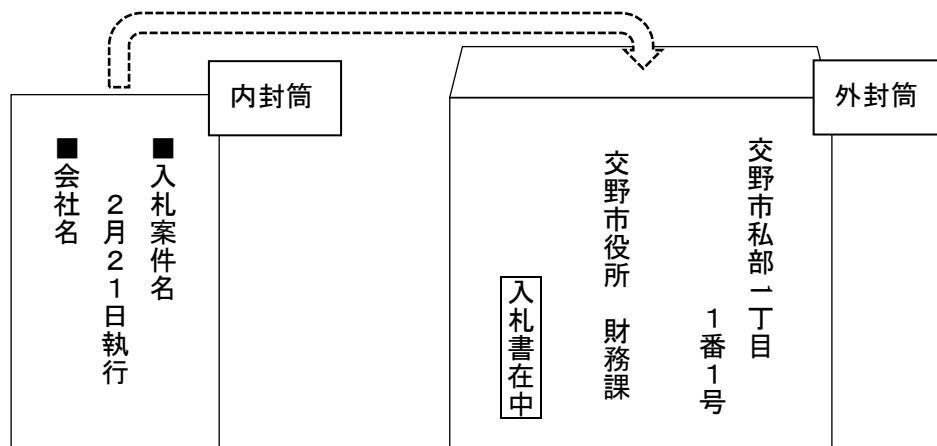 内封筒
■入札案件名
２月２１日執行
■会社名
外封筒
交野市私部一丁目
１番１号
交野市役所　財務課
入札書在中